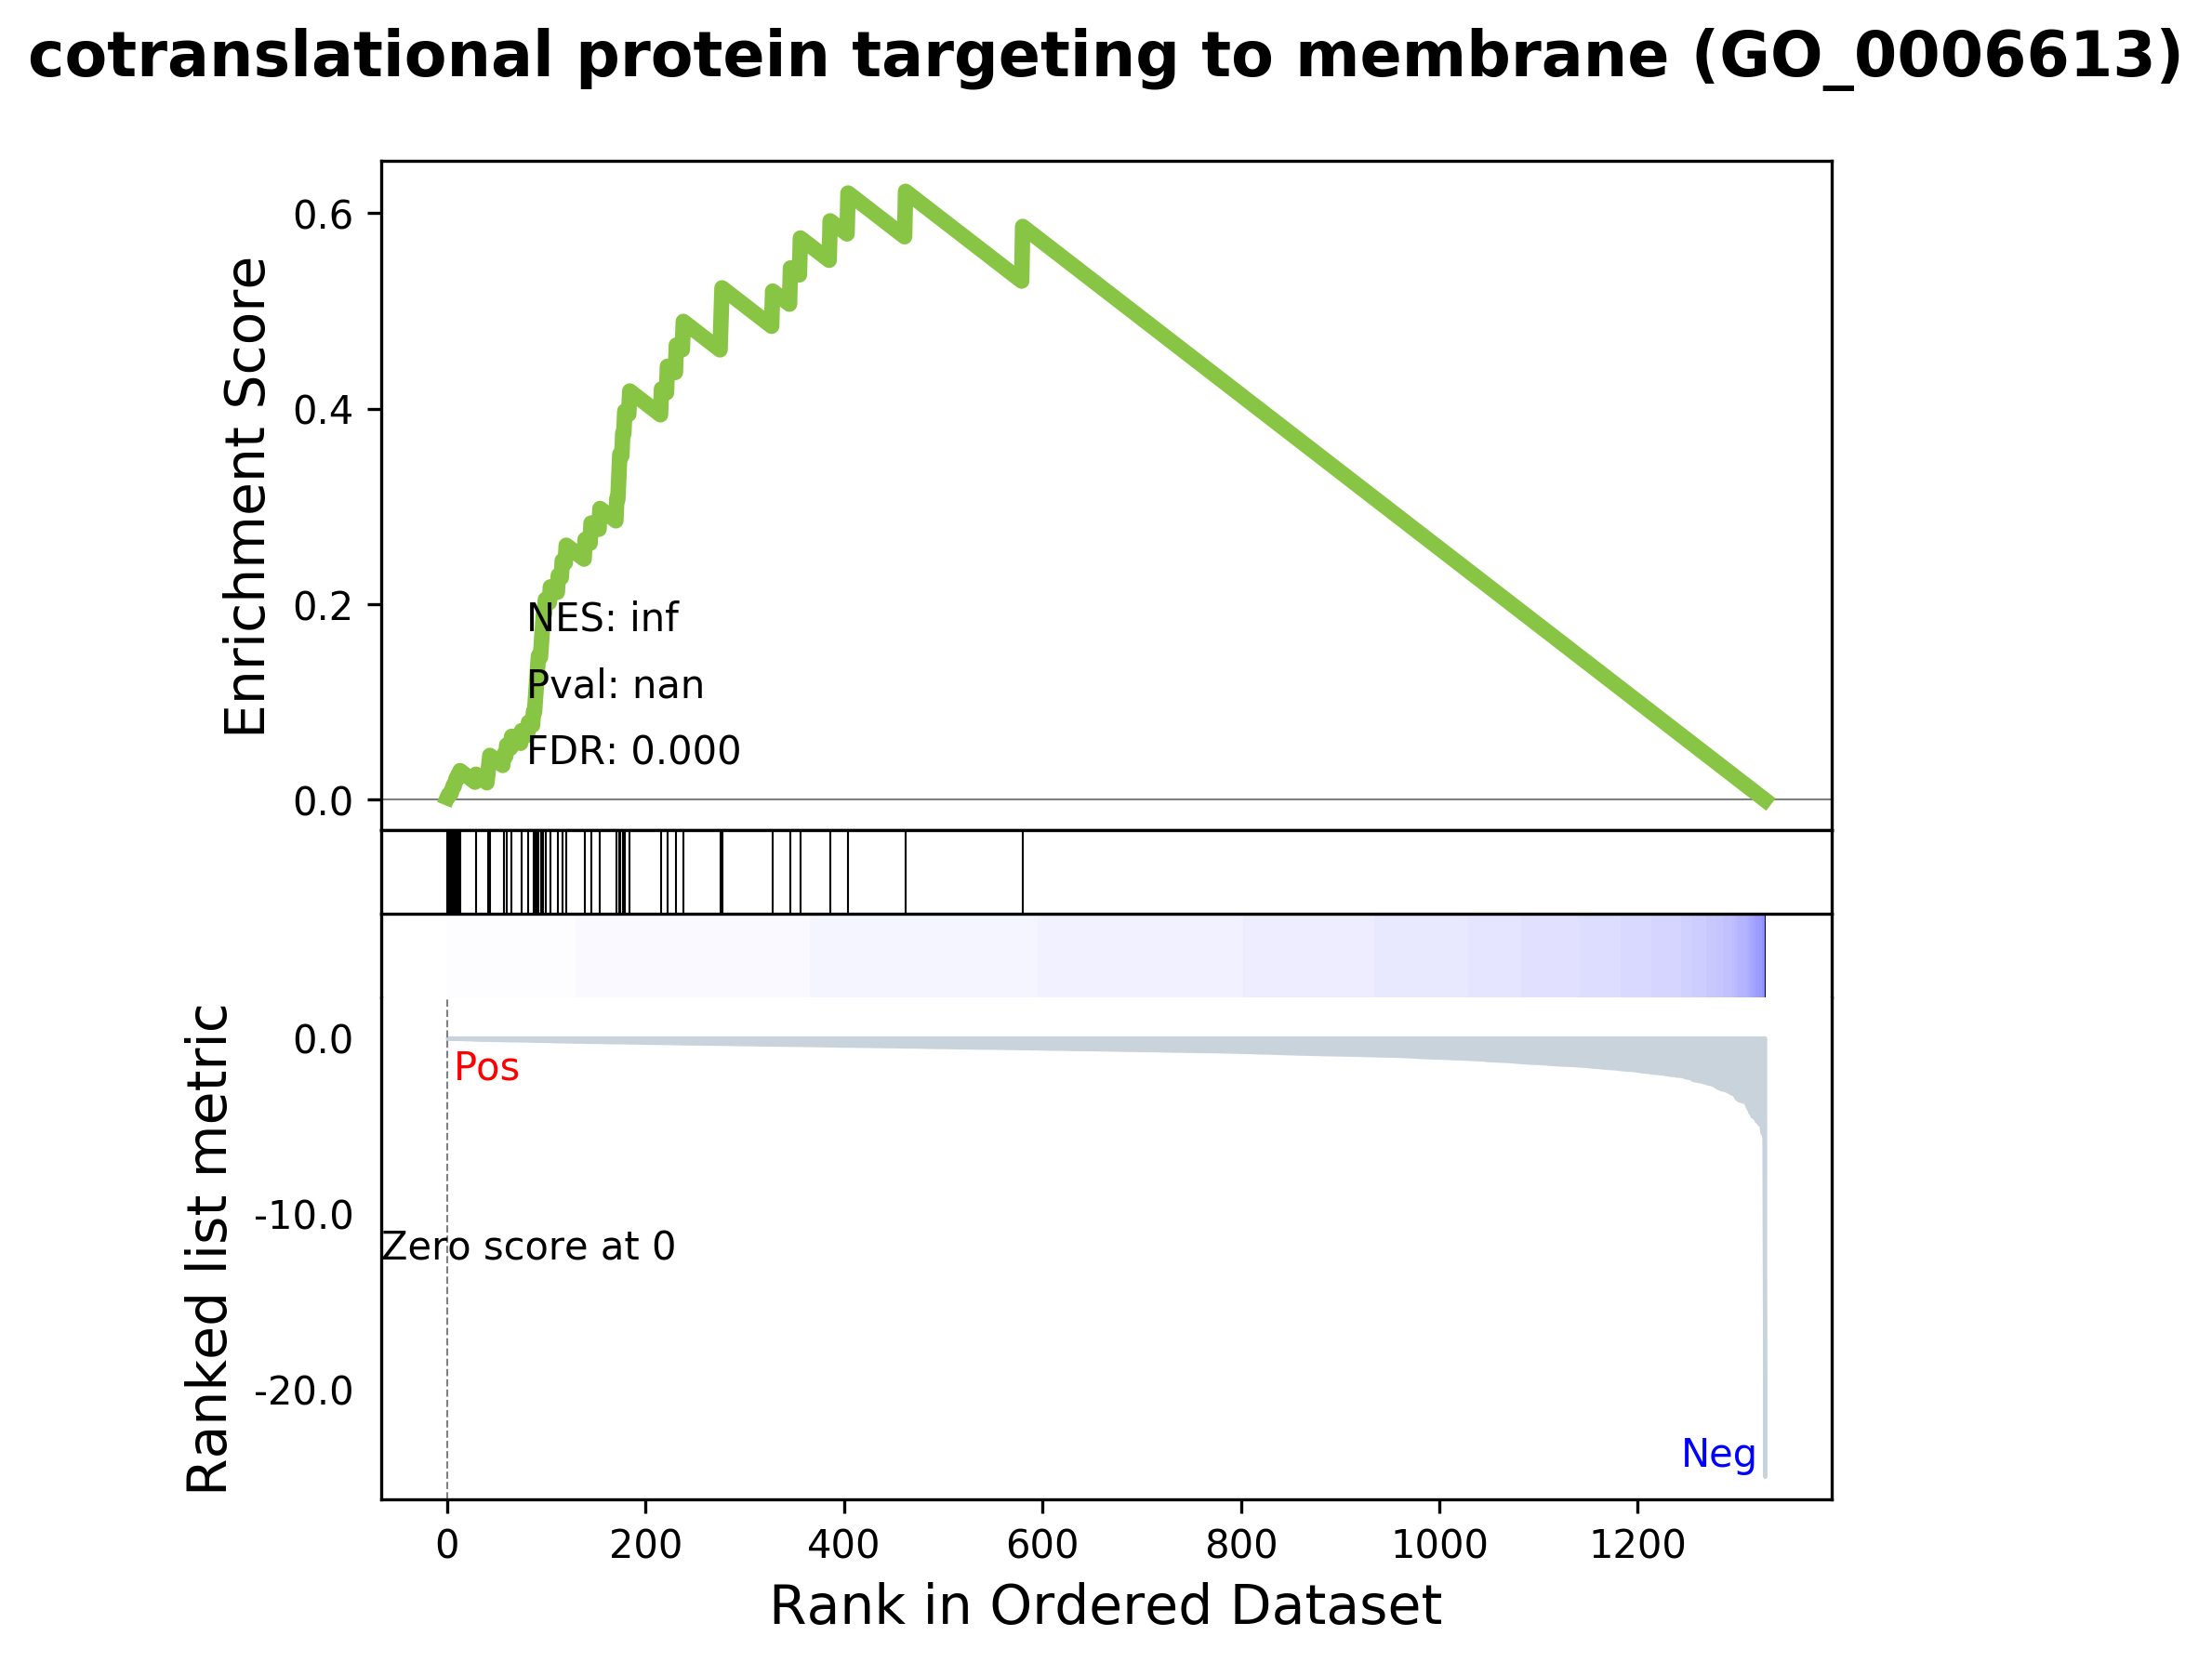 cotranslational protein targeting to membrane (GO_0006613)
Enrichment Score
0.6
0.4
0.2
0.0
NES: inf
Pval: nan
FDR: 0.000
Ranked list metric
0.0
-10.0
-20.0
Pos
Zero score at 0
Neg
0 200 400 600 800 1000 1200
Rank in Ordered Dataset